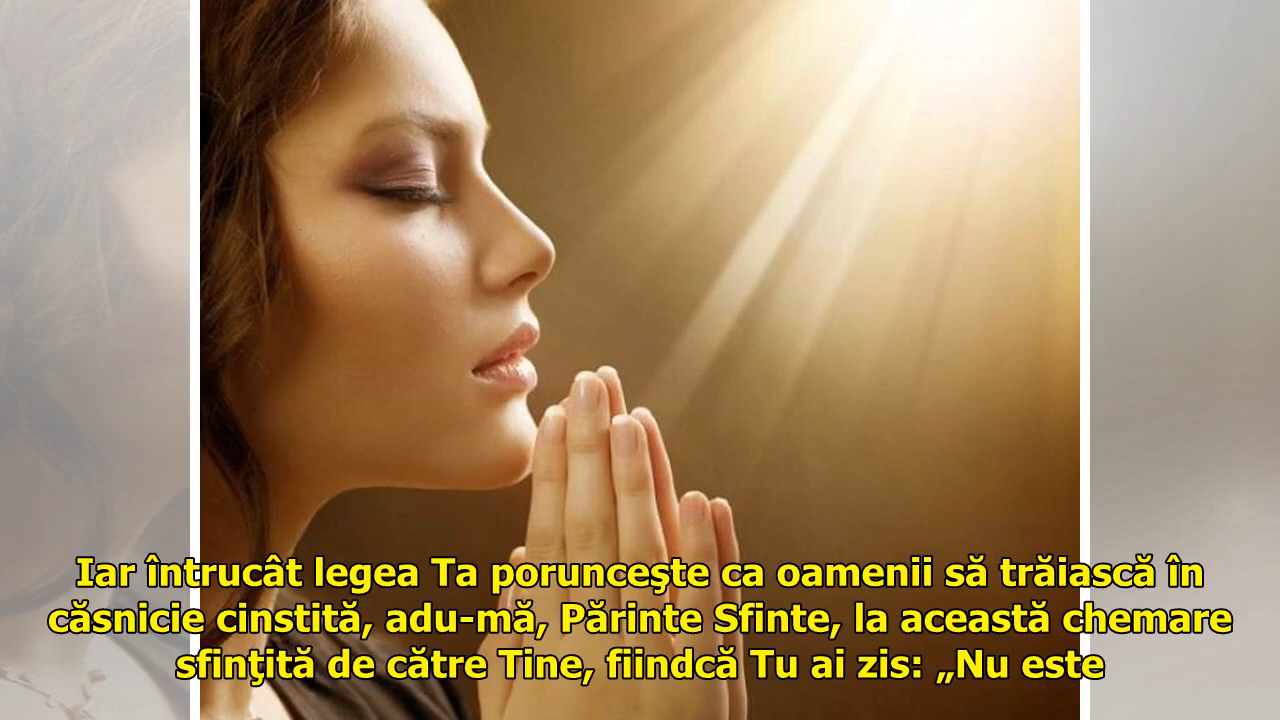 Iar întrucât legea Ta porunceşte ca oamenii să trăiască în
căsnicie cinstită, adu-mă, Părinte Sfinte, la această chemare
sfinţită de către Tine, fiindcă Tu ai zis: „Nu este